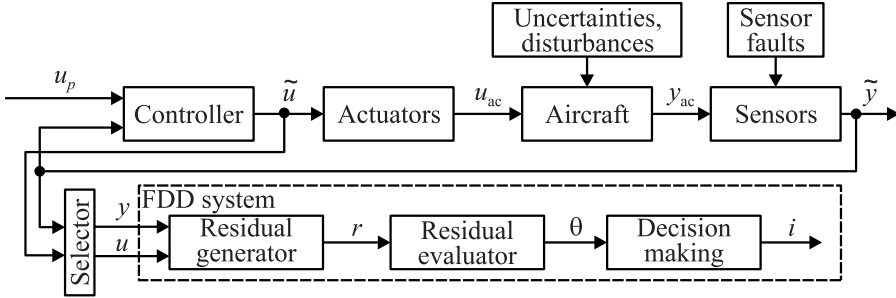 Uncertainties,
disturbances
Sensor
faults
u_p
Controller
ũ
Actuators
u_ac
Aircraft
y_ac
Sensors
ỹ
Selector
y
u
FDD system
Residual
generator
r
Residual
evaluator
θ
Decision
making
i